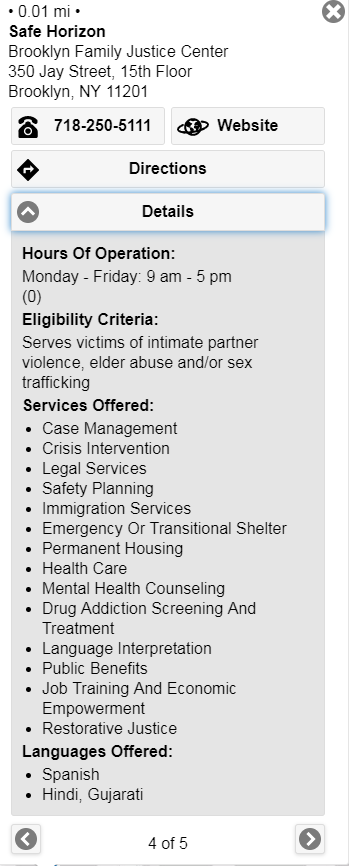 • 0.01 mi •
Safe Horizon
Brooklyn Family Justice Center
350 Jay Street, 15th Floor
Brooklyn, NY 11201
718-250-5111
Website
Directions
Details
Hours Of Operation:
Monday - Friday: 9 am - 5 pm
(0)
Eligibility Criteria:
Serves victims of intimate partner
violence, elder abuse and/or sex
trafficking
Services Offered:
• Case Management
• Crisis Intervention
• Legal Services
• Safety Planning
• Immigration Services
• Emergency Or Transitional Shelter
• Permanent Housing
• Health Care
• Mental Health Counseling
• Drug Addiction Screening And
Treatment
• Language Interpretation
• Public Benefits
• Job Training And Economic
Empowerment
• Restorative Justice
Languages Offered:
• Spanish
• Hindi, Gujarati
4 of 5